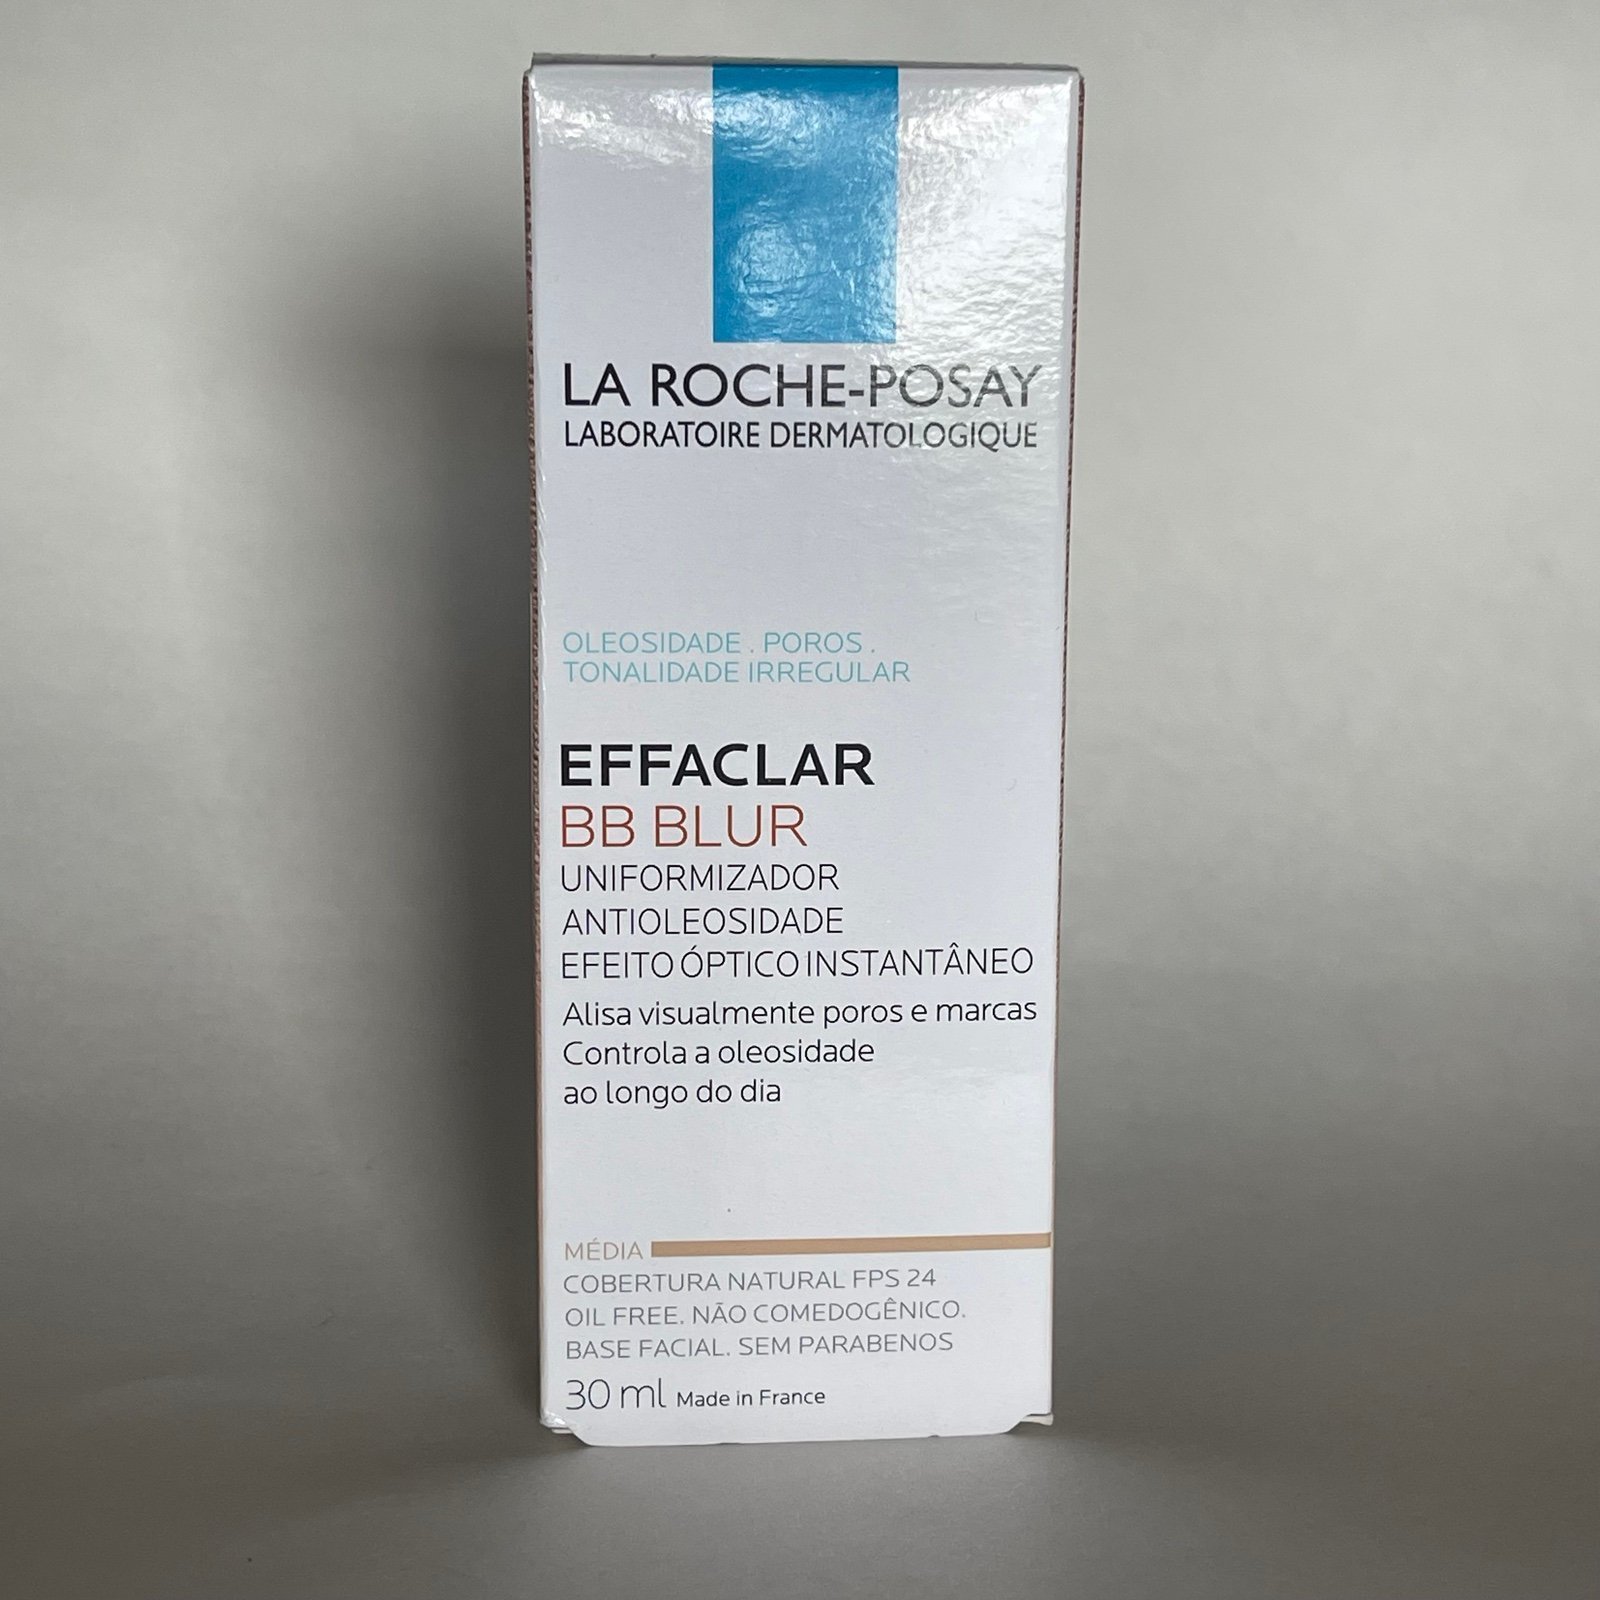 LA ROCHE-POSAY
LABORATOIRE DERMATOLOGIQUE
OLEOSIDADE . POROS .
TONALIDADE IRREGULAR
EFFACLAR
BB BLUR
UNIFORMIZADOR
ANTIOLEOSIDADE
EFEITO ÓPTICO INSTANTÂNEO
Alisa visualmente poros e marcas
Controla a oleosidade
ao longo do dia
MÉDIA
COBERTURA NATURAL FPS 24
OIL FREE. NÃO COMEDOGÊNICO.
BASE FACIAL. SEM PARABENOS
30 ml Made in France